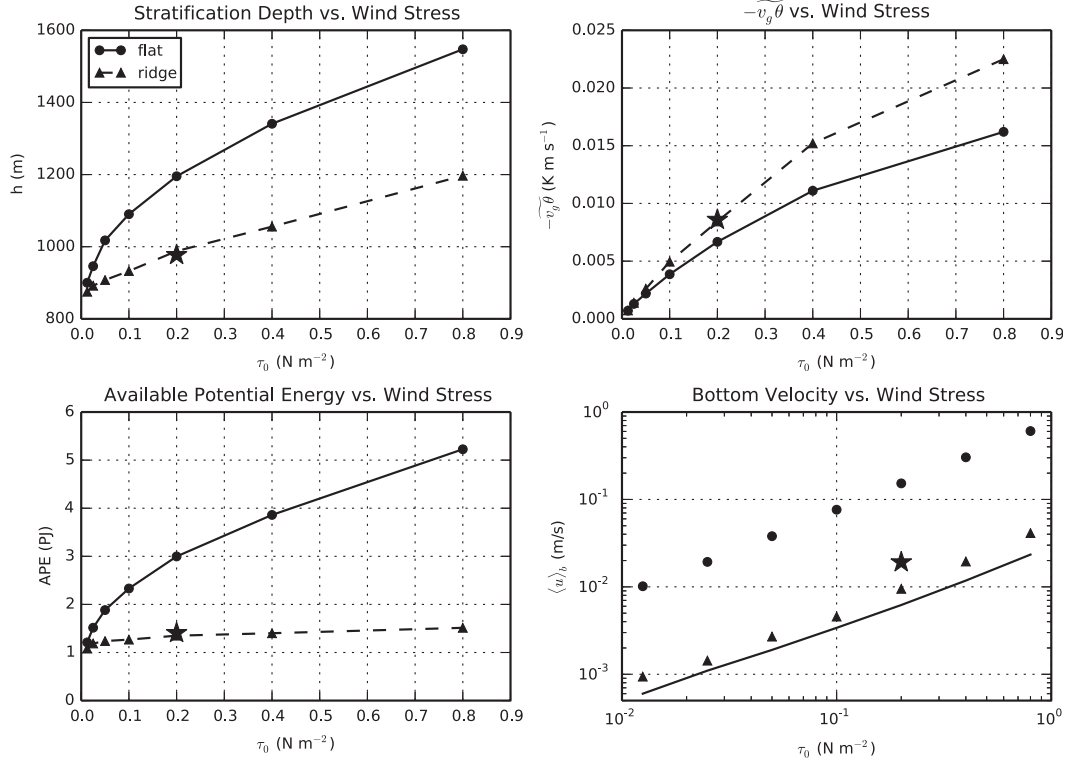 Stratification Depth vs. Wind Stress
1600
1400
1200
1000
800
h (m)
flat
ridge
0.0 0.1 0.2 0.3 0.4 0.5 0.6 0.7 0.8 0.9
τ₀ (N m⁻²)
−v_gθ vs. Wind Stress
0.025
0.020
0.015
0.010
0.005
0.000
−v_gθ (K m s⁻¹)
0.0 0.1 0.2 0.3 0.4 0.5 0.6 0.7 0.8 0.9
τ₀ (N m⁻²)
Available Potential Energy vs. Wind Stress
6
5
4
3
2
1
0
APE (PJ)
0.0 0.1 0.2 0.3 0.4 0.5 0.6 0.7 0.8 0.9
τ₀ (N m⁻²)
Bottom Velocity vs. Wind Stress
10⁰
10⁻¹
10⁻²
10⁻³
⟨u⟩_b (m/s)
10⁻² 10⁻¹ 10⁰
τ₀ (N m⁻²)